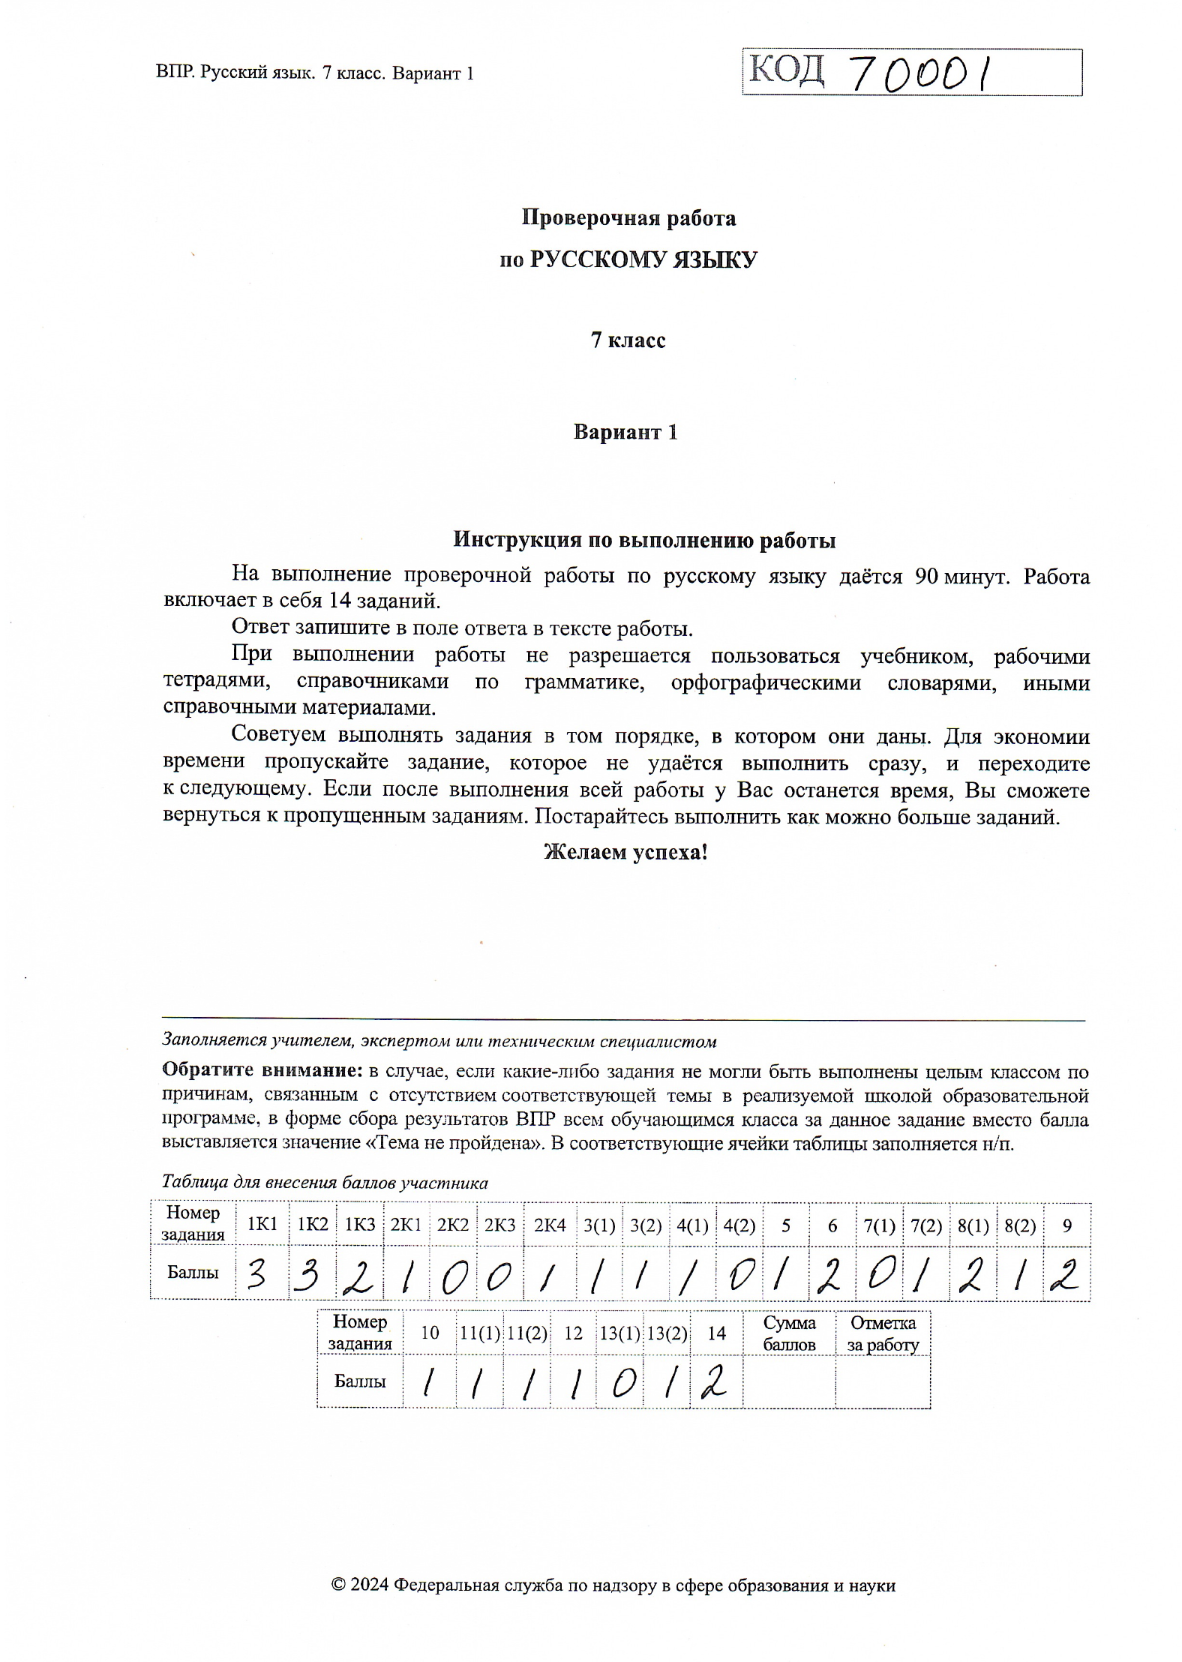 ВПР. Русский язык. 7 класс. Вариант 1
КОД 70001
Проверочная работа
по РУССКОМУ ЯЗЫКУ
7 класс
Вариант 1
Инструкция по выполнению работы
На выполнение проверочной работы по русскому языку даётся 90 минут. Работа
включает в себя 14 заданий.
Ответ запишите в поле ответа в тексте работы.
При выполнении работы не разрешается пользоваться учебником, рабочими
тетрадями, справочниками по грамматике, орфографическими словарями, иными
справочными материалами.
Советуем выполнять задания в том порядке, в котором они даны. Для экономии
времени пропускайте задание, которое не удаётся выполнить сразу, и переходите
к следующему. Если после выполнения всей работы у Вас останется время, Вы сможете
вернуться к пропущенным заданиям. Постарайтесь выполнить как можно больше заданий.
Желаем успеха!
Заполняется учителем, экспертом или техническим специалистом
Обратите внимание: в случае, если какие-либо задания не могли быть выполнены целым классом по
причинам, связанным с отсутствием соответствующей темы в реализуемой школой образовательной
программе, в форме сбора результатов ВПР всем обучающимся класса за данное задание вместо балла
выставляется значение «Тема не пройдена». В соответствующие ячейки таблицы заполняется н/п.
Таблица для внесения баллов участника
Номер задания 1К1 1К2 1К3 2К1 2К2 2К3 2К4 3(1) 3(2) 4(1) 4(2) 5 6 7(1) 7(2) 8(1) 8(2) 9
Баллы 3 3 2 1 0 0 1 1 1 1 0 1 2 0 1 2 1 2
Номер задания 10 11(1) 11(2) 12 13(1) 13(2) 14 Сумма баллов Отметка за работу
Баллы 1 1 1 1 0 1 2
© 2024 Федеральная служба по надзору в сфере образования и науки